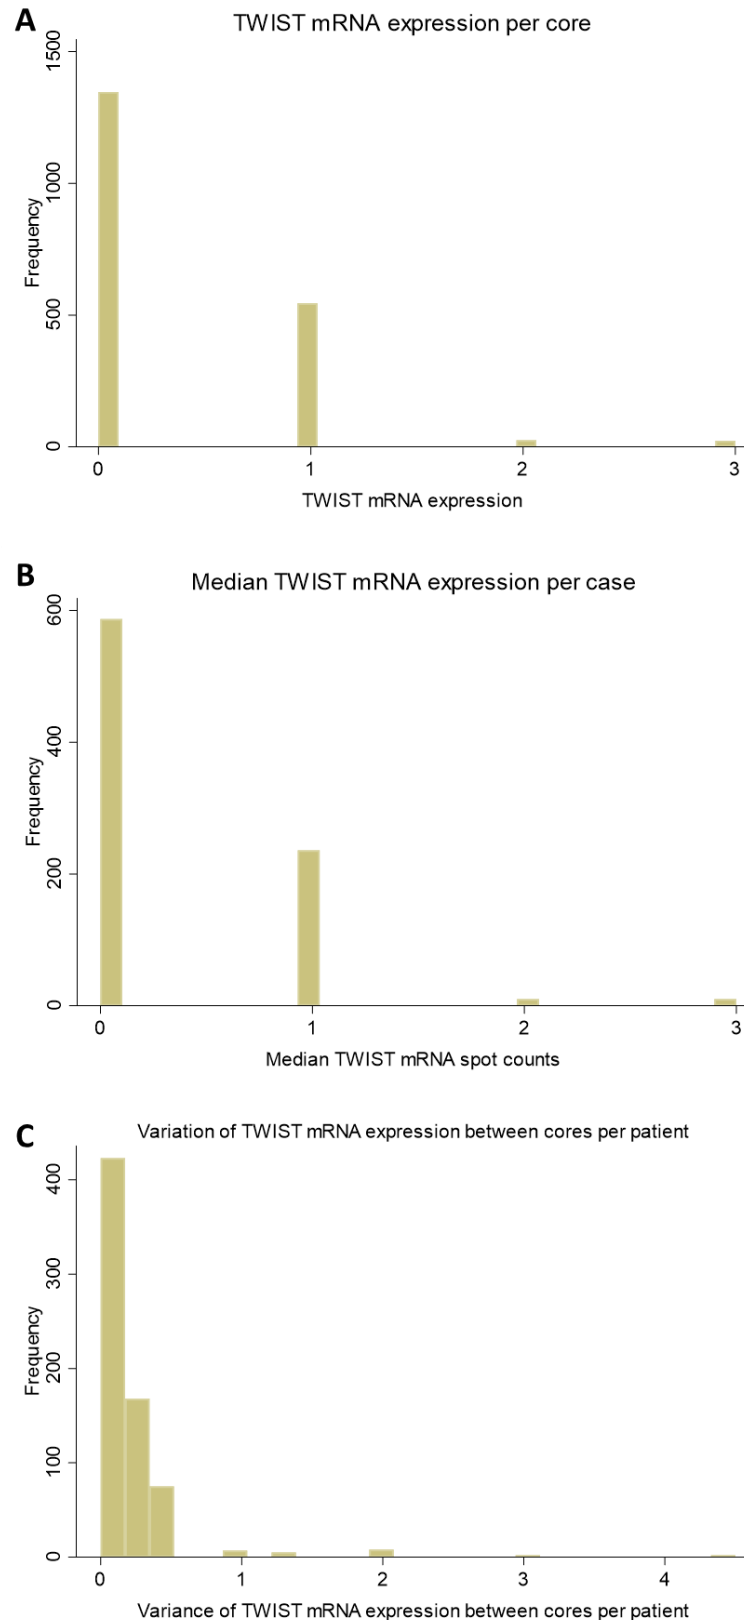 A
TWIST mRNA expression per core
1500
1000
500
0
Frequency
0 1 2 3
TWIST mRNA expression
B
Median TWIST mRNA expression per case
600
400
200
0
Frequency
0 1 2 3
Median TWIST mRNA spot counts
C
Variation of TWIST mRNA expression between cores per patient
400
300
200
100
0
Frequency
0 1 2 3 4
Variance of TWIST mRNA expression between cores per patient